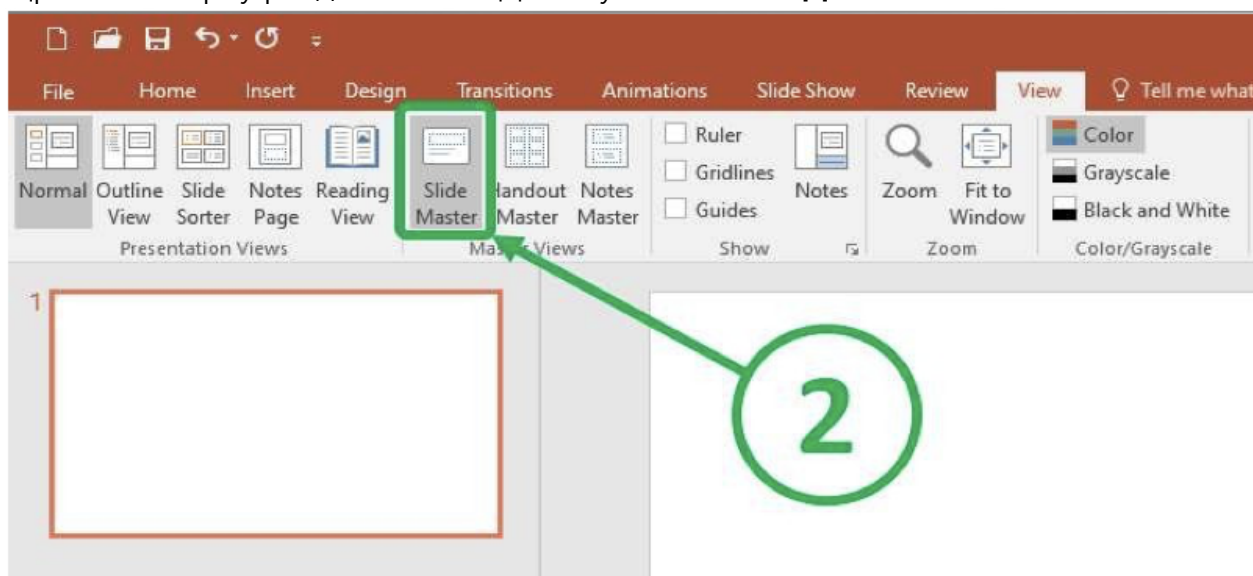 File Home Insert Design Transitions Animations Slide Show Review View Tell me what
Normal Outline View Slide Sorter Notes Page Reading View Slide Master Handout Master Notes Master Ruler Gridlines Guides Notes Zoom Fit to Window Color Grayscale Black and White
Presentation Views Master Views Show Zoom Color/Grayscale
1
2